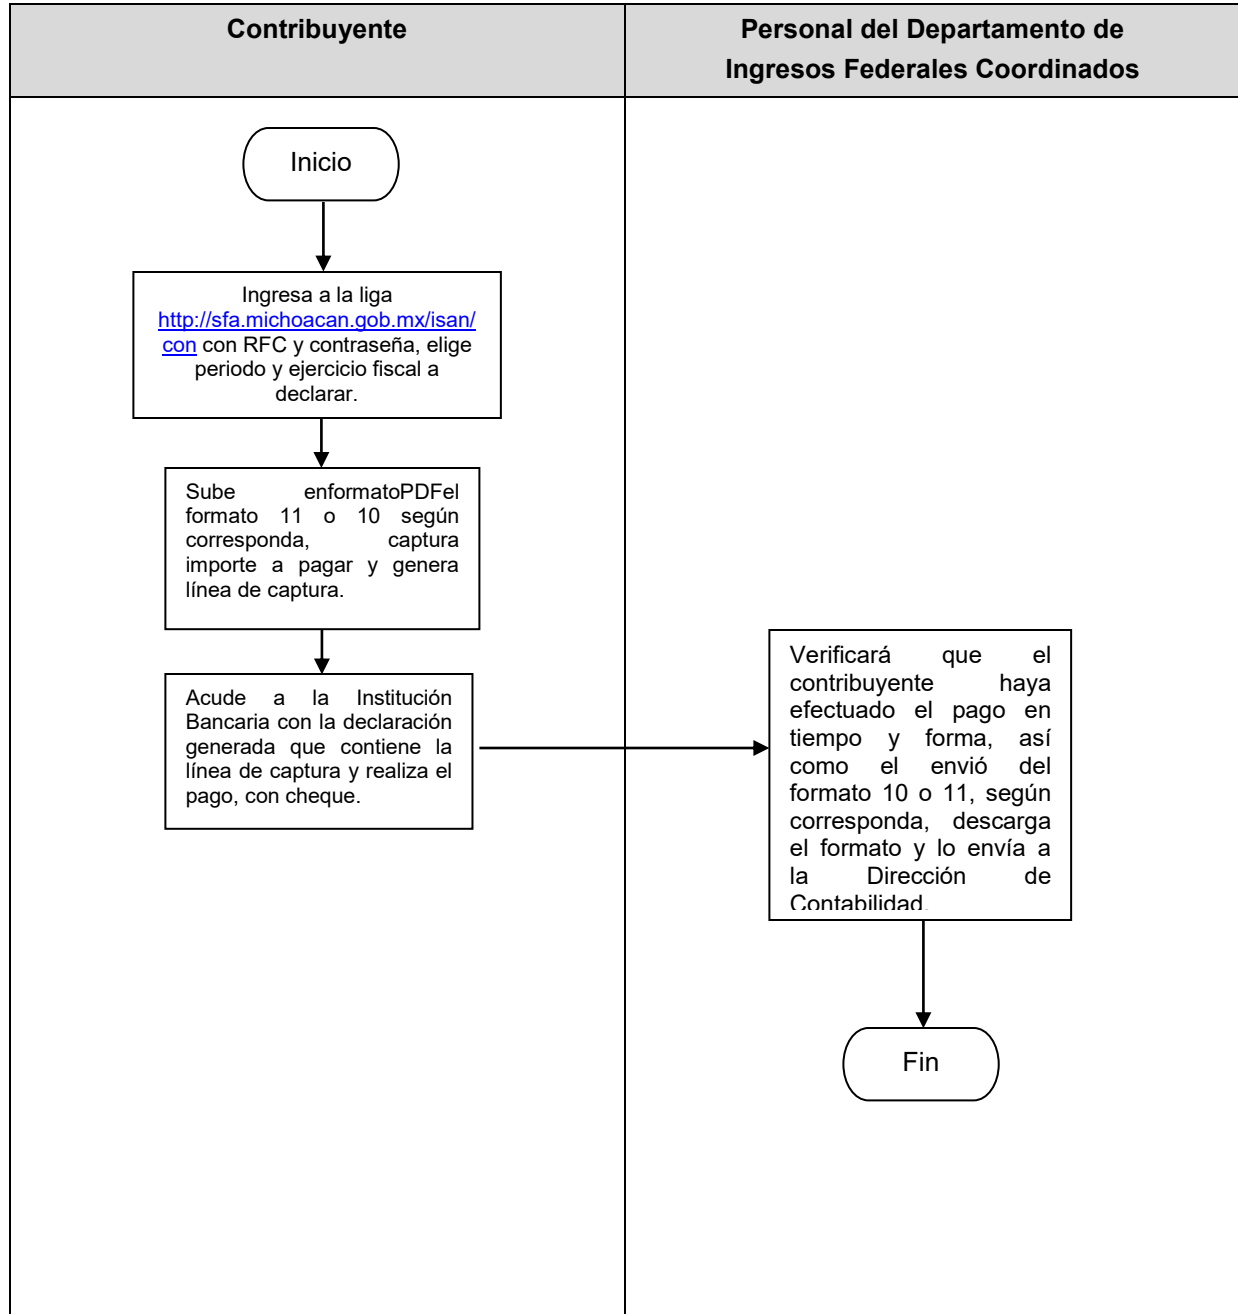 Contribuyente
Personal del Departamento de
Ingresos Federales Coordinados
Inicio
Ingresa a la liga
http://sfa.michoacan.gob.mx/isan/
con con RFC y contraseña, elige
periodo y ejercicio fiscal a
declarar.
Sube enformatoPDFel
formato 11 o 10 según
corresponda, captura
importe a pagar y genera
línea de captura.
Acude a la Institución
Bancaria con la declaración
generada que contiene la
línea de captura y realiza el
pago, con cheque.
Verificará que el
contribuyente haya
efectuado el pago en
tiempo y forma, así
como el envió del
formato 10 o 11, según
corresponda, descarga
el formato y lo envía a
la Dirección de
Contabilidad.
Fin